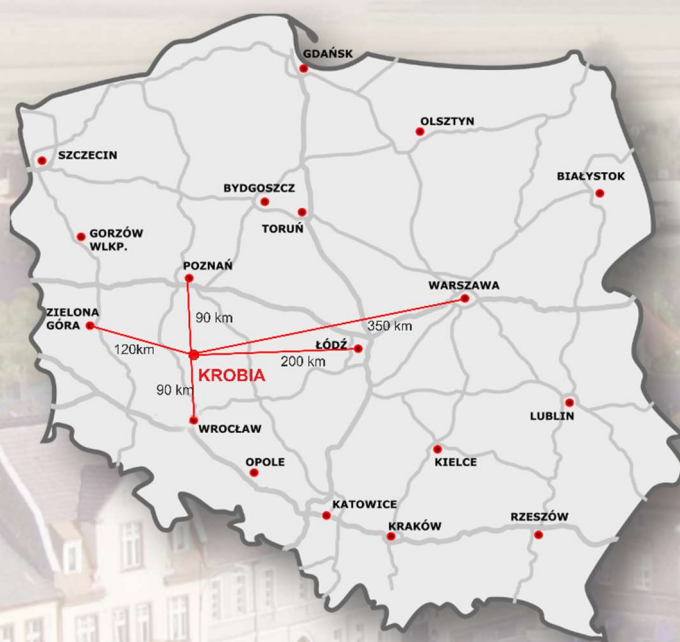 GDAŃSK
OLSZTYN
SZCZECIN
BIAŁYSTOK
BYDGOSZCZ
TORUŃ
GORZÓW
WLKP.
POZNAŃ
WARSZAWA
ZIELONA
GÓRA
90 km
350 km
120km
ŁÓDŹ
200 km
KROBIA
90 km
WROCŁAW
LUBLIN
OPOLE
KIELCE
KATOWICE
KRAKÓW
RZESZÓW